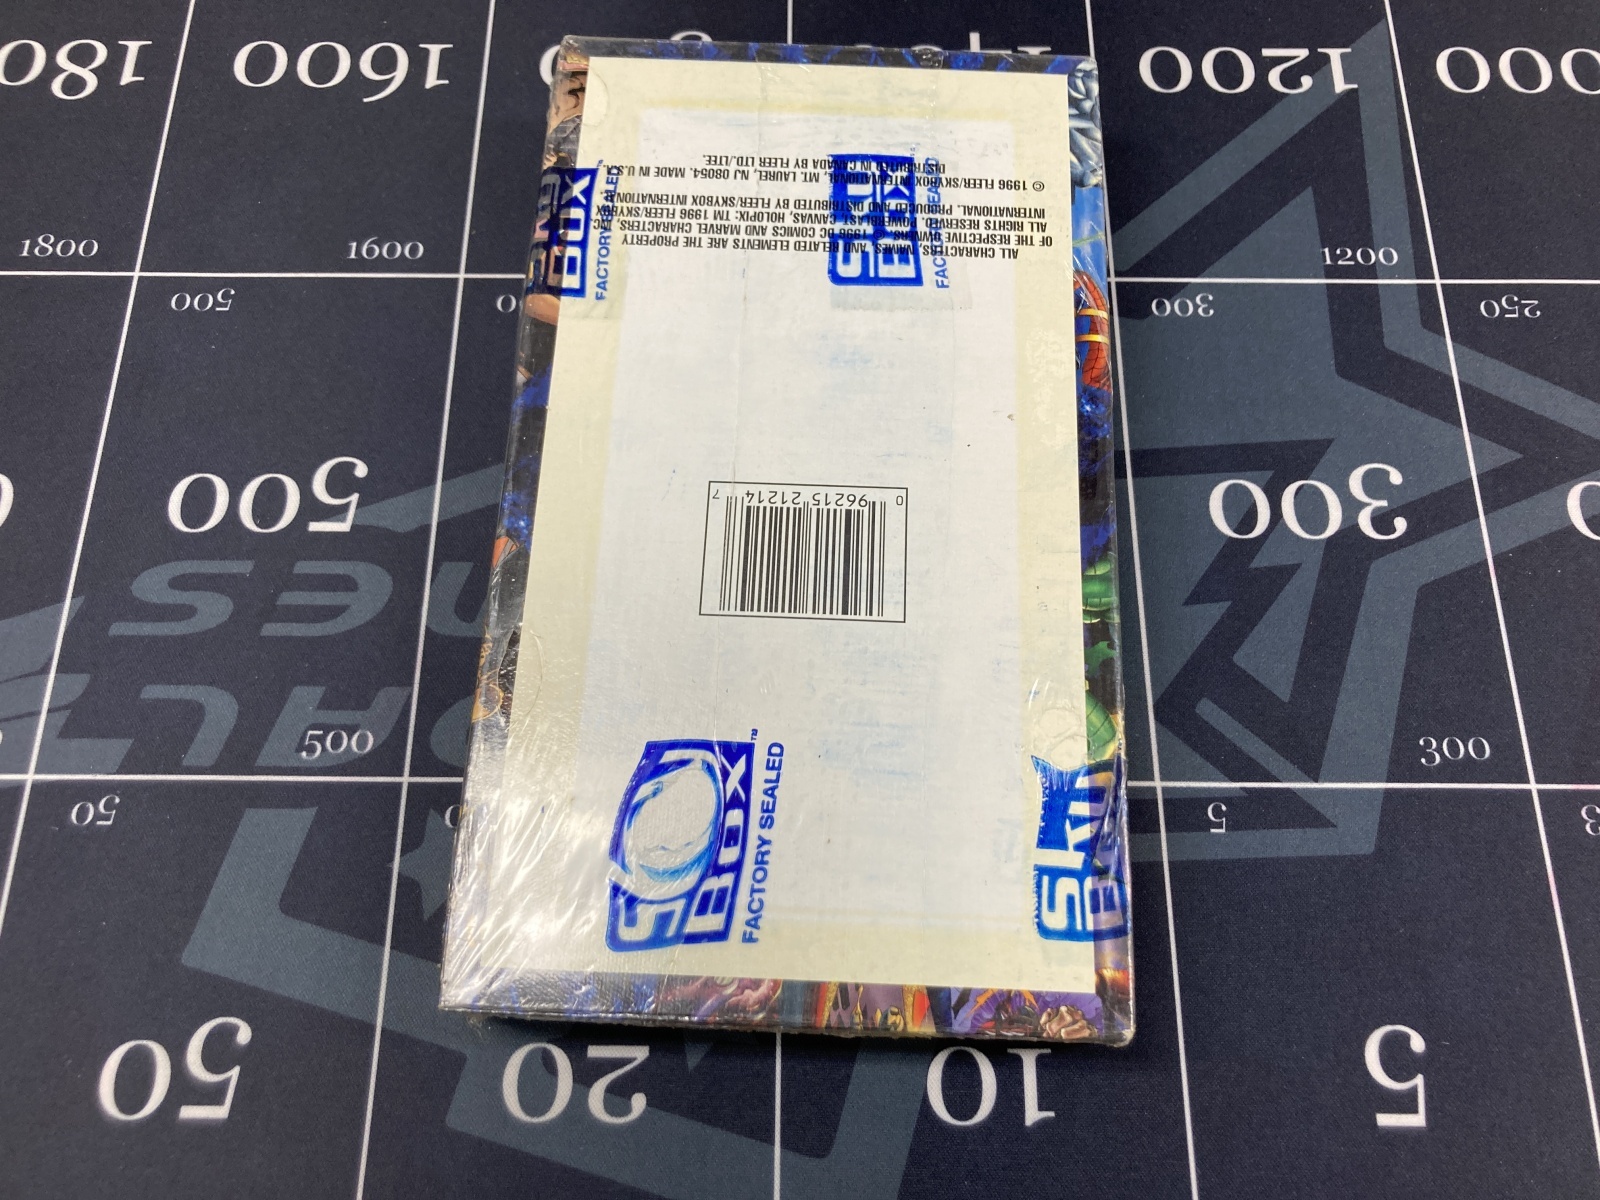 1800
1600
1200
1800
1600
1200
500
300
250
500
300
500
300
50
5
50
20
10
5
ALL CHARACTERS, NAMES, AND RELATED ELEMENTS ARE THE PROPERTY
OF THE RESPECTIVE OWNERS. © 1996 DC COMICS AND MARVEL CHARACTERS, INC.
ALL RIGHTS RESERVED. POWERBLAST, CANVAS, HOLOPIX: TM 1996 FLEER/SKYBOX
INTERNATIONAL. PRODUCED AND DISTRIBUTED BY FLEER/SKYBOX INTERNATIONAL.
© 1996 FLEER/SKYBOX INTERNATIONAL, MT. LAUREL, NJ 08054. MADE IN U.S.A.
DISTRIBUTED IN CANADA BY FLEER LTD./LTEE.
0 96215 21214 7
BOX
FACTORY SEALED
SKYBOX™
FACTORY SEALED
SKY